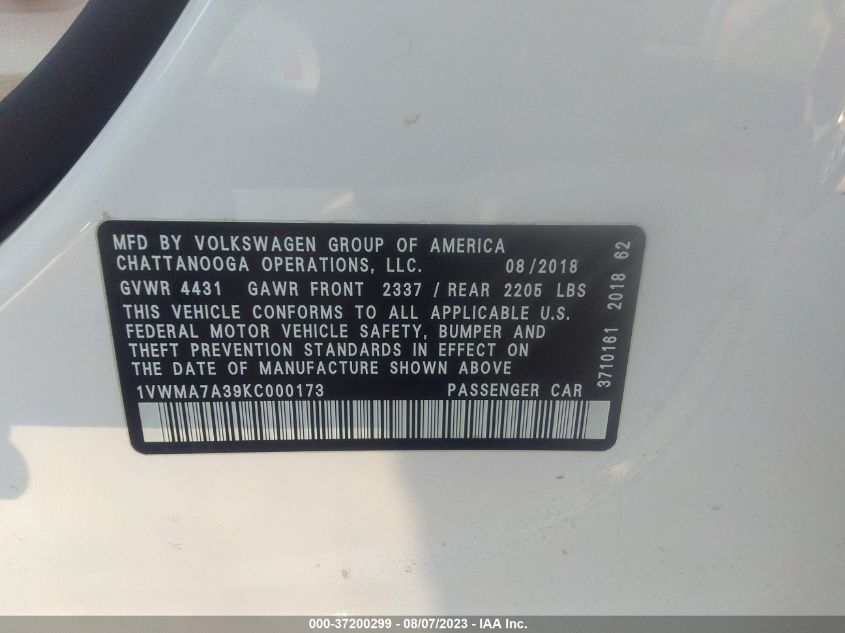 MFD BY VOLKSWAGEN GROUP OF AMERICA
CHATTANOOGA OPERATIONS, LLC. 08/2018
GVWR 4431 GAWR FRONT 2337 / REAR 2205 LBS
THIS VEHICLE CONFORMS TO ALL APPLICABLE U.S.
FEDERAL MOTOR VEHICLE SAFETY, BUMPER AND
THEFT PREVENTION STANDARDS IN EFFECT ON
THE DATE OF MANUFACTURE SHOWN ABOVE
1VWMA7A39KC000173 PASSENGER CAR
3710161 2018 62
000-37200299 - 08/07/2023 - IAA Inc.